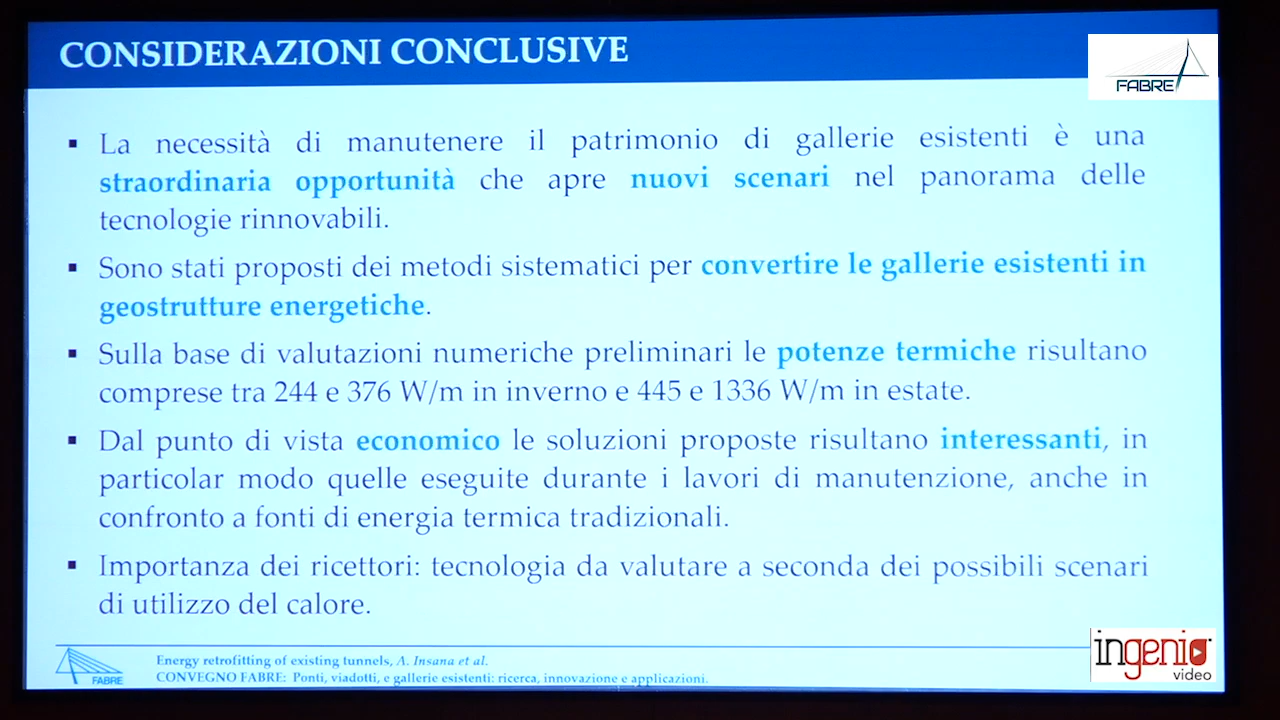 CONSIDERAZIONI CONCLUSIVE
FABRE
▪ La necessità di manutenere il patrimonio di gallerie esistenti è una
straordinaria opportunità che apre nuovi scenari nel panorama delle
tecnologie rinnovabili.
▪ Sono stati proposti dei metodi sistematici per convertire le gallerie esistenti in
geostrutture energetiche.
▪ Sulla base di valutazioni numeriche preliminari le potenze termiche risultano
comprese tra 244 e 376 W/m in inverno e 445 e 1336 W/m in estate.
▪ Dal punto di vista economico le soluzioni proposte risultano interessanti, in
particolar modo quelle eseguite durante i lavori di manutenzione, anche in
confronto a fonti di energia termica tradizionali.
▪ Importanza dei ricettori: tecnologia da valutare a seconda dei possibili scenari
di utilizzo del calore.
FABRE
Energy retrofitting of existing tunnels, A. Insana et al.
CONVEGNO FABRE: Ponti, viadotti, e gallerie esistenti: ricerca, innovazione e applicazioni.
ingenio
video